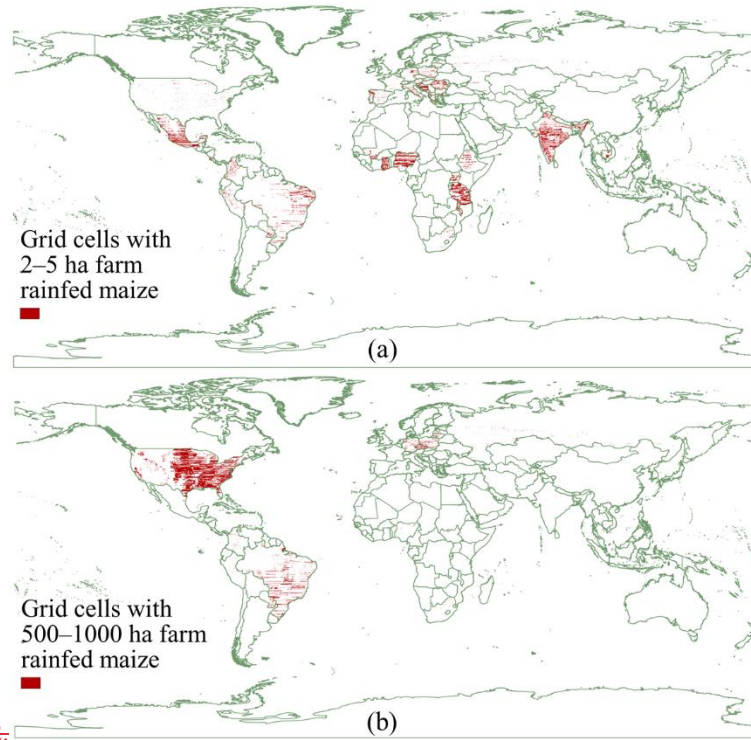 Grid cells with
2–5 ha farm
rainfed maize
(a)
Grid cells with
500–1000 ha farm
rainfed maize
(b)